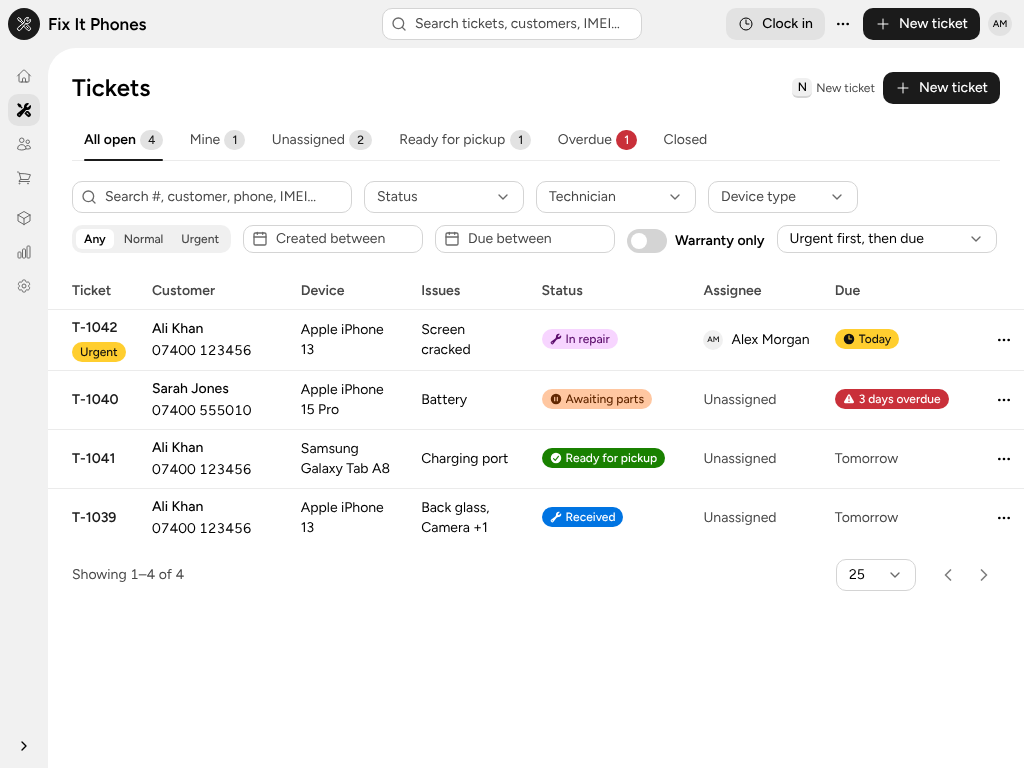 Fix It Phones
Search tickets, customers, IMEI...
Clock in
New ticket
AM
Tickets
N New ticket
New ticket
All open 4
Mine 1
Unassigned 2
Ready for pickup 1
Overdue 1
Closed
Search #, customer, phone, IMEI...
Status
Technician
Device type
Any
Normal
Urgent
Created between
Due between
Warranty only
Urgent first, then due
Ticket Customer Device Issues Status Assignee Due
T-1042
Urgent
Ali Khan
07400 123456
Apple iPhone
13
Screen
cracked
In repair
AM Alex Morgan
Today
T-1040
Sarah Jones
07400 555010
Apple iPhone
15 Pro
Battery
Awaiting parts
Unassigned
3 days overdue
T-1041
Ali Khan
07400 123456
Samsung
Galaxy Tab A8
Charging port
Ready for pickup
Unassigned
Tomorrow
T-1039
Ali Khan
07400 123456
Apple iPhone
13
Back glass,
Camera +1
Received
Unassigned
Tomorrow
Showing 1–4 of 4
25